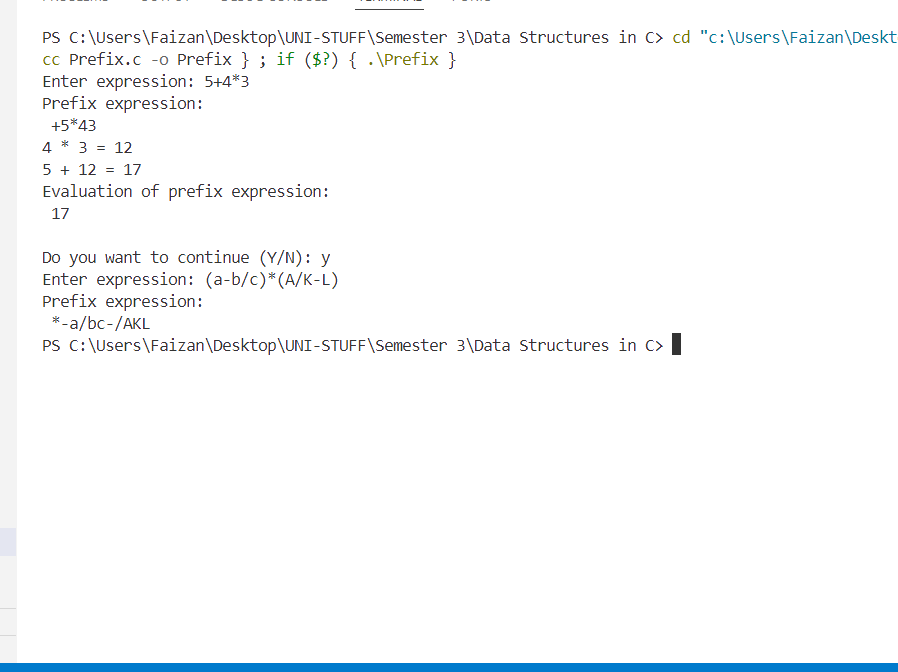 PS C:\Users\Faizan\Desktop\UNI-STUFF\Semester 3\Data Structures in C> cd "c:\Users\Faizan\Deskt
cc Prefix.c -o Prefix } ; if ($?) { .\Prefix }
Enter expression: 5+4*3
Prefix expression:
+5*43
4 * 3 = 12
5 + 12 = 17
Evaluation of prefix expression:
17
Do you want to continue (Y/N): y
Enter expression: (a-b/c)*(A/K-L)
Prefix expression:
*-a/bc-/AKL
PS C:\Users\Faizan\Desktop\UNI-STUFF\Semester 3\Data Structures in C>